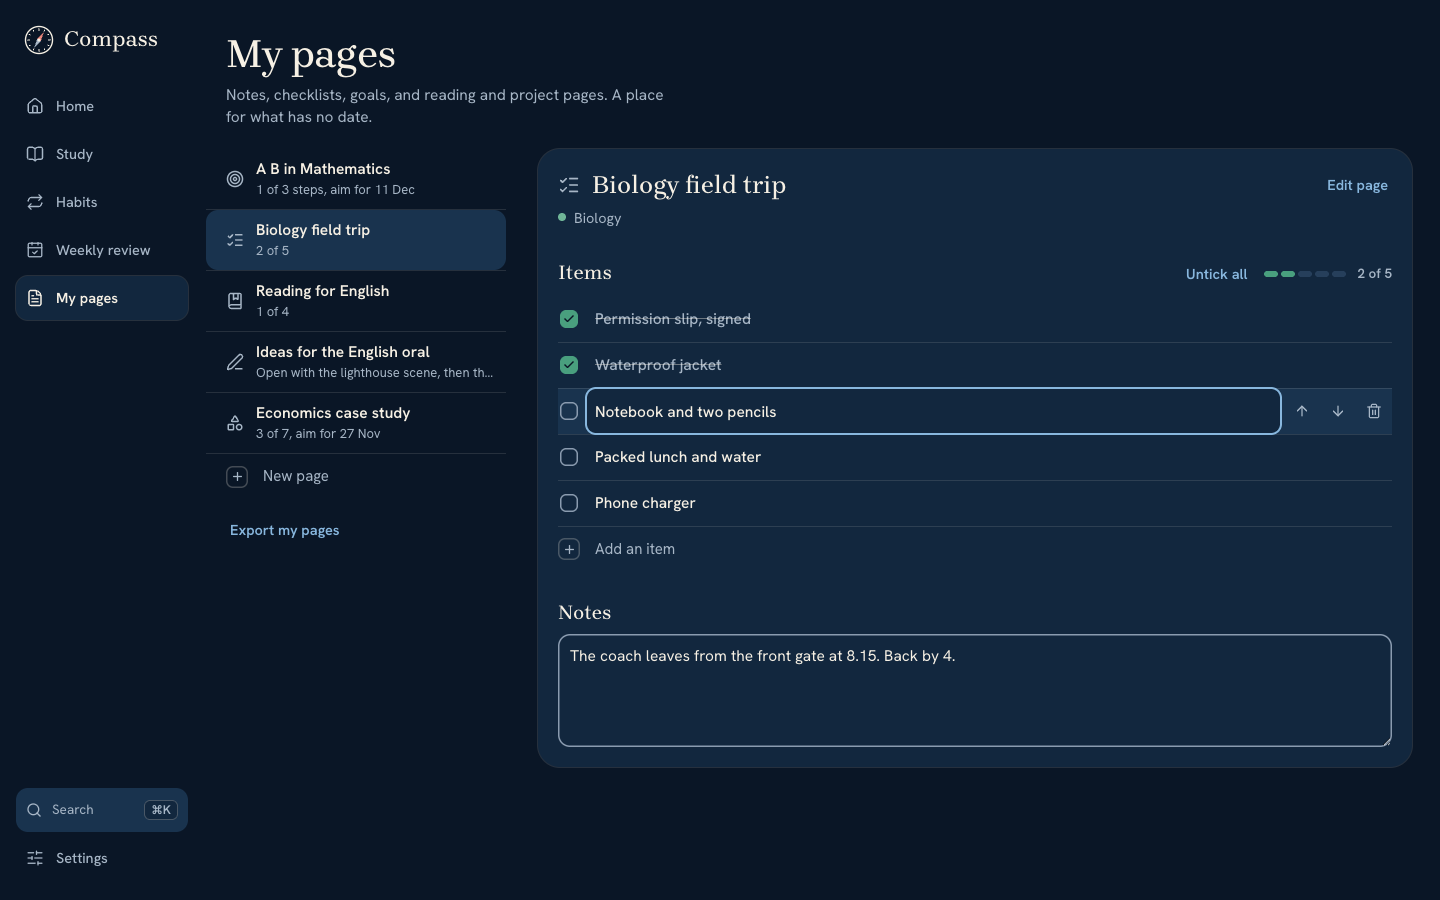 Compass
Home
Study
Habits
Weekly review
My pages
Search
⌘K
Settings
My pages
Notes, checklists, goals, and reading and project pages. A place
for what has no date.
A B in Mathematics
1 of 3 steps, aim for 11 Dec
Biology field trip
2 of 5
Reading for English
1 of 4
Ideas for the English oral
Open with the lighthouse scene, then th...
Economics case study
3 of 7, aim for 27 Nov
New page
Export my pages
Biology field trip
Edit page
Biology
Items
Untick all
2 of 5
Permission slip, signed
Waterproof jacket
Notebook and two pencils
Packed lunch and water
Phone charger
Add an item
Notes
The coach leaves from the front gate at 8.15. Back by 4.